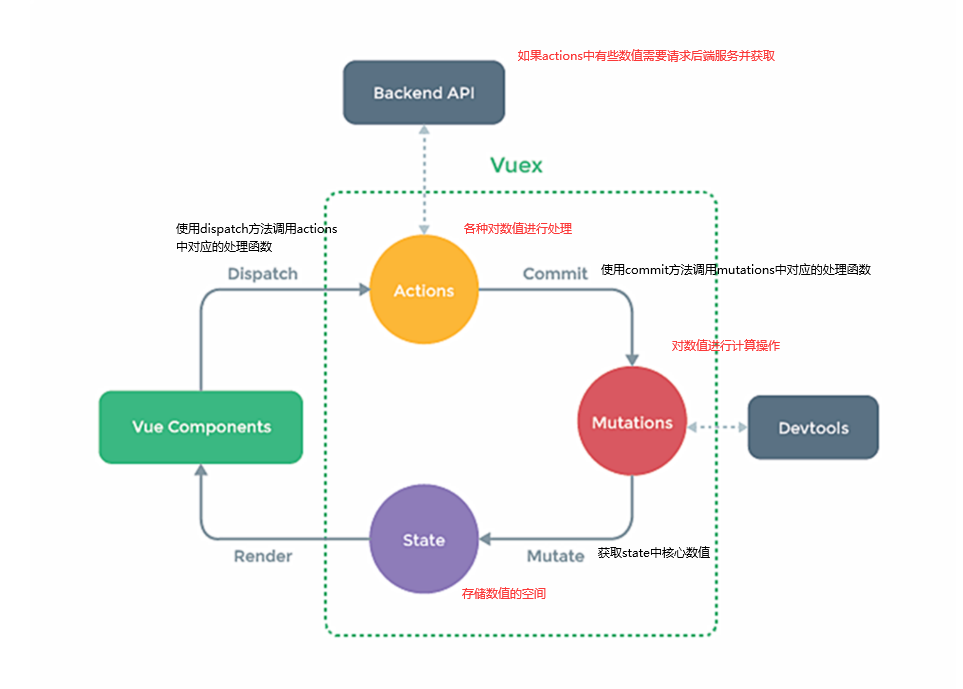 如果actions中有些数值需要请求后端服务并获取
Backend API
Vuex
使用dispatch方法调用actions
中对应的处理函数
各种对数值进行处理
Dispatch
Commit
使用commit方法调用mutations中对应的处理函数
Actions
对数值进行计算操作
Vue Components
Mutations
Devtools
State
Render
Mutate
获取state中核心数值
存储数值的空间